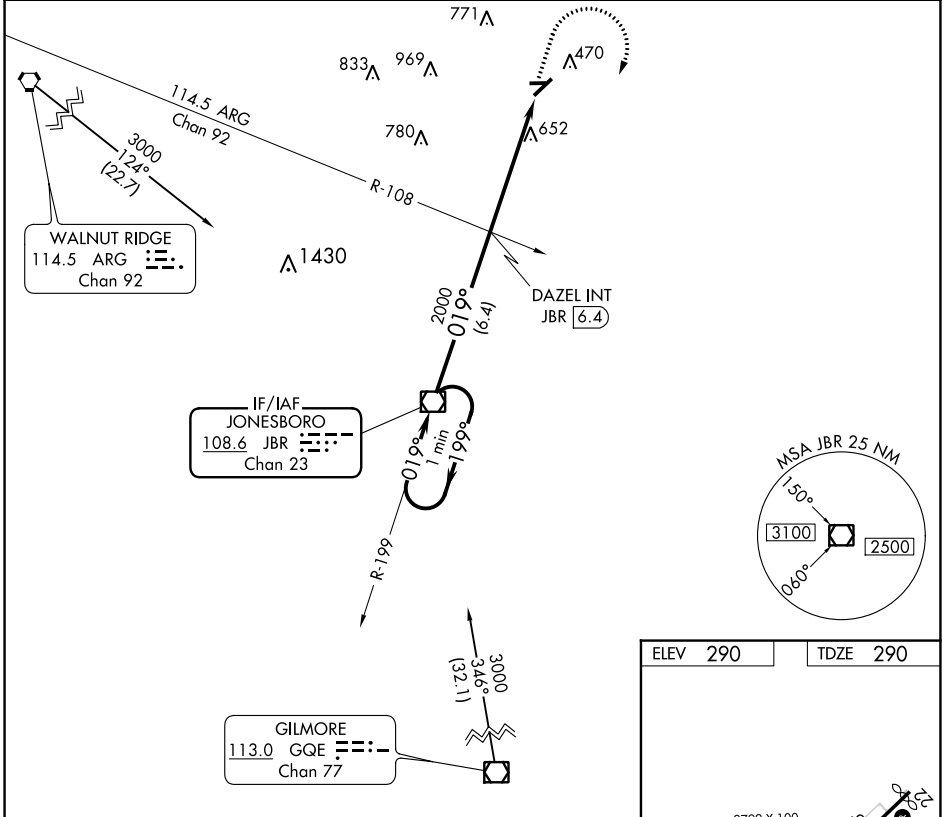 771
833
969
470
114.5 ARG
Chan 92
780
652
3000
124°
(22.7)
R-108
WALNUT RIDGE
114.5 ARG
Chan 92
1430
2000
019°
(6.4)
DAZEL INT
JBR 6.4
IF/IAF
JONESBORO
108.6 JBR
Chan 23
019°
1 min
199°
MSA JBR 25 NM
150°
3100
2500
060°
R-199
3000
346°
(32.1)
ELEV 290
TDZE 290
GILMORE
113.0 GQE
Chan 77
22